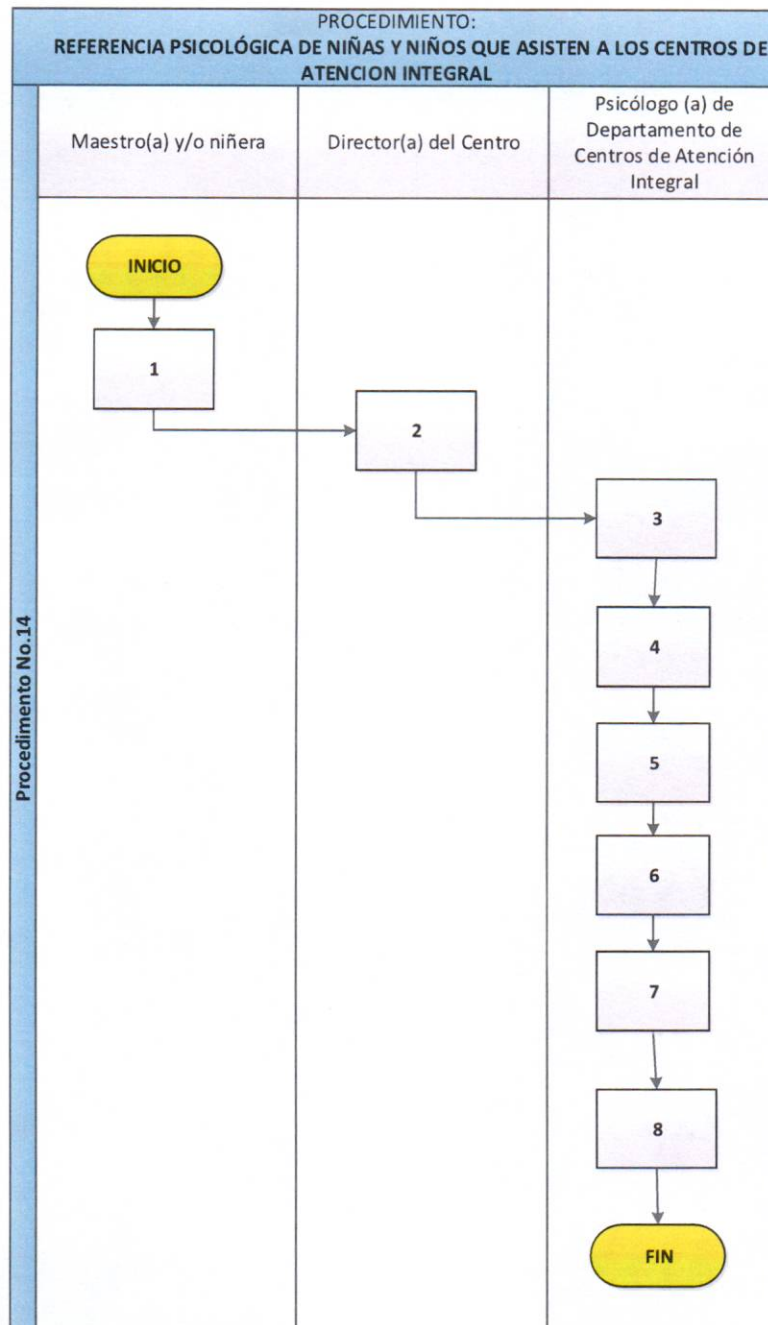 PROCEDIMIENTO:
REFERENCIA PSICOLÓGICA DE NIÑAS Y NIÑOS QUE ASISTEN A LOS CENTROS DE
ATENCION INTEGRAL
Procedimento No.14
Maestro(a) y/o niñera
Director(a) del Centro
Psicólogo (a) de
Departamento de
Centros de Atención
Integral
INICIO
1
2
3
4
5
6
7
8
FIN